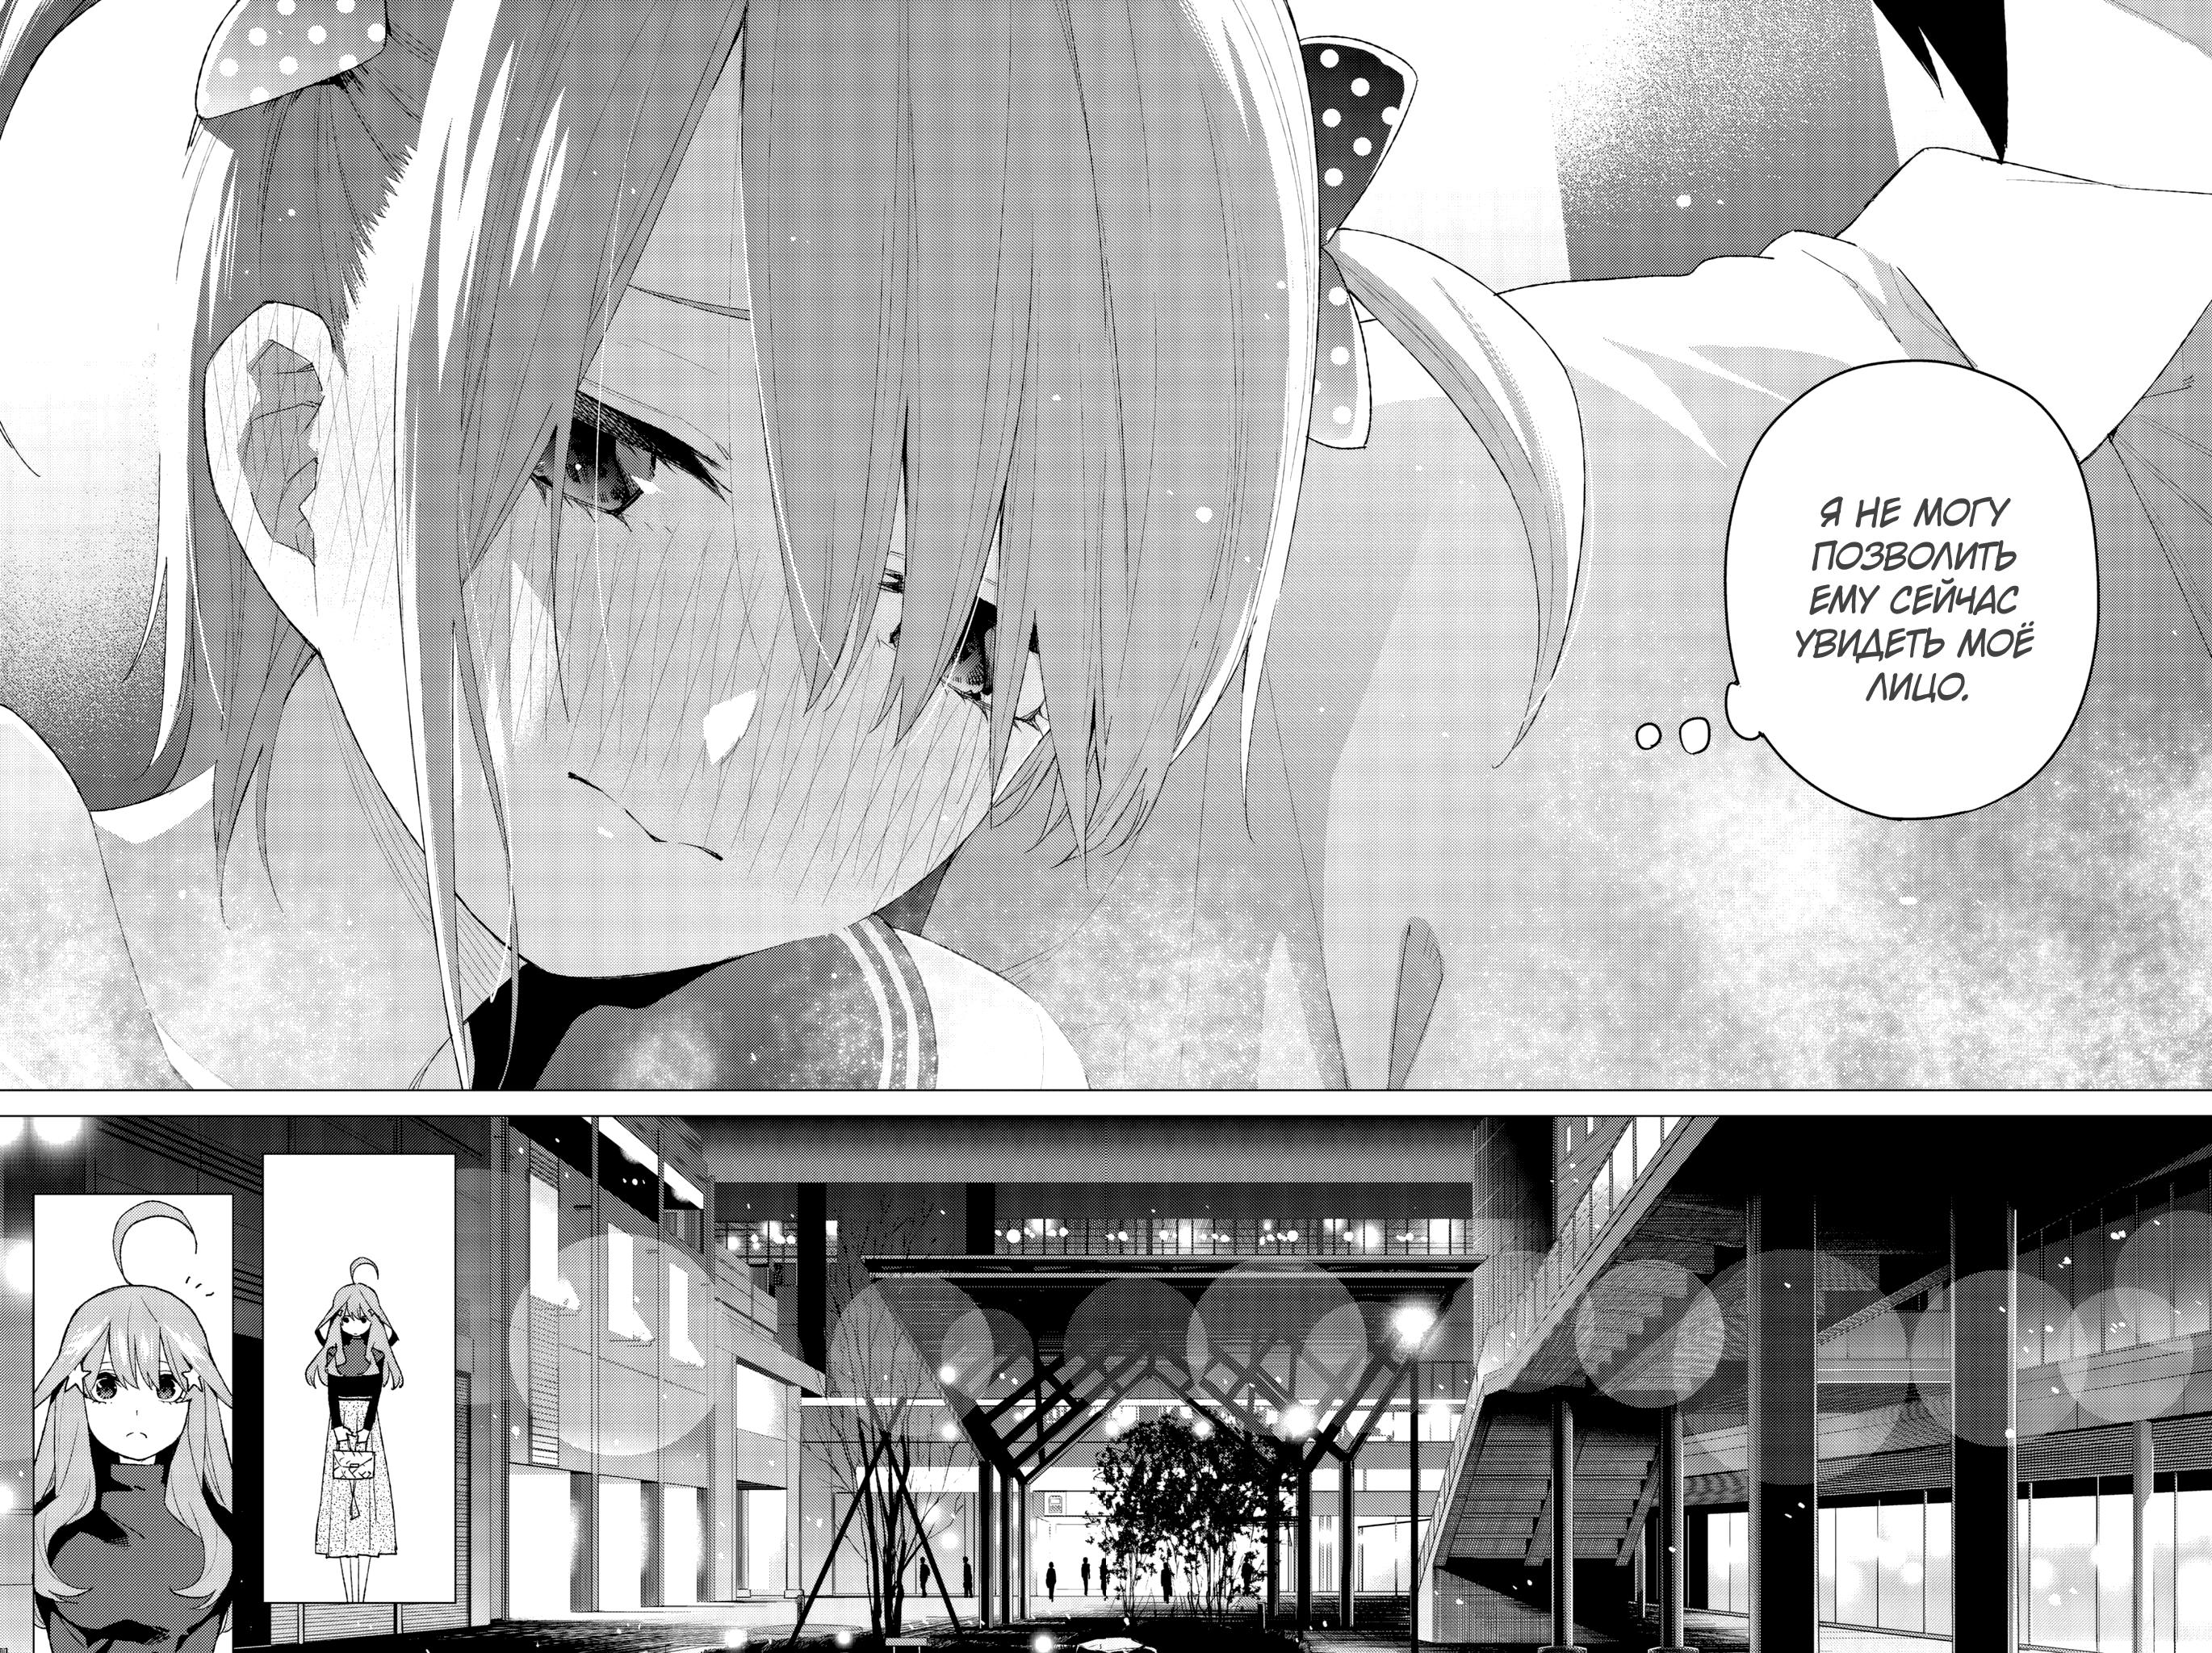 Я НЕ МОГУ
ПОЗВОЛИТЬ
ЕМУ СЕЙЧАС
УВИДЕТЬ МОЁ
ЛИЦО.